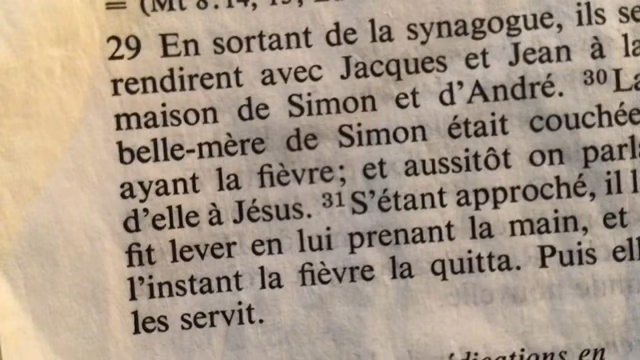 = (Mt 8:14, 15,
29 En sortant de la synagogue, ils se
rendirent avec Jacques et Jean à la
maison de Simon et d'André. 30 La
belle-mère de Simon était couchée
ayant la fièvre; et aussitôt on parl
d'elle à Jésus. 31 S'étant approché, il l
fit lever en lui prenant la main, et
l'instant la fièvre la quitta. Puis ell
les servit.
en